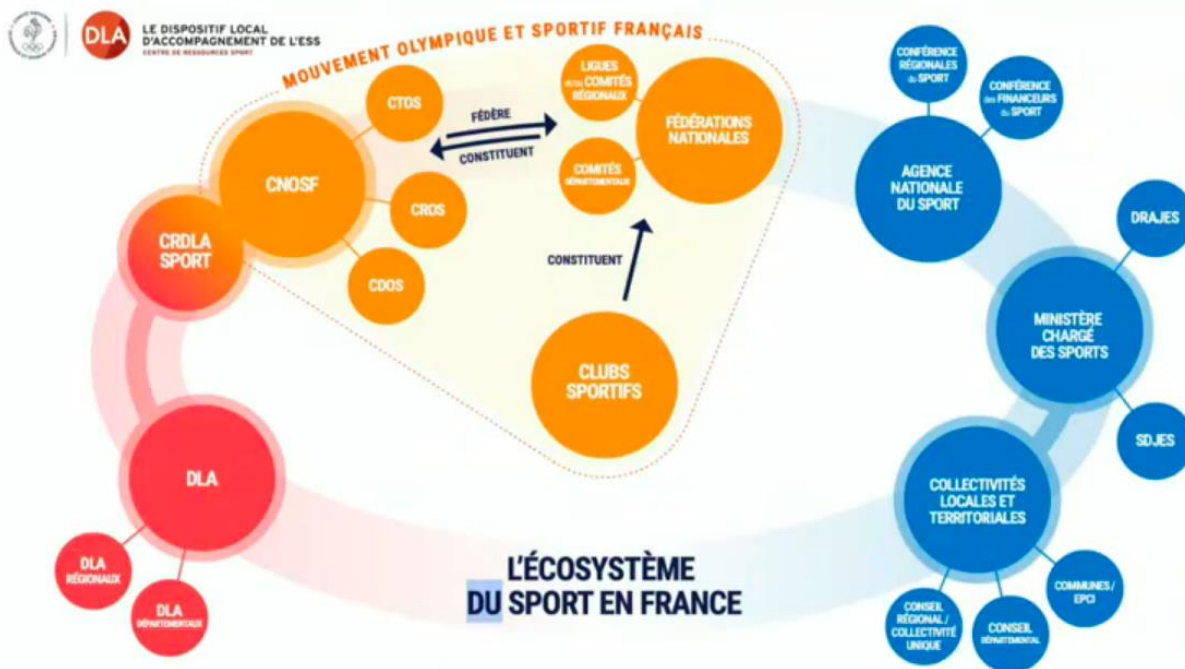 DLA
LE DISPOSITIF LOCAL
D'ACCOMPAGNEMENT DE L'ESS
CENTRE DE RESSOURCES SPORT
MOUVEMENT OLYMPIQUE ET SPORTIF FRANÇAIS
CTOS
CNOSF
CROS
CDOS
CRDLA
SPORT
FÉDÈRE
CONSTITUENT
LIGUES
et/ou COMITÉS
RÉGIONAUX
FÉDÉRATIONS
NATIONALES
COMITÉS
DÉPARTEMENTAUX
CONSTITUENT
CLUBS
SPORTIFS
CONFÉRENCE
RÉGIONALES
du SPORT
CONFÉRENCE
des FINANCEURS
du SPORT
AGENCE
NATIONALE
DU SPORT
DRAJES
MINISTÈRE
CHARGÉ
DES SPORTS
SDJES
COLLECTIVITÉS
LOCALES ET
TERRITORIALES
COMMUNES /
EPCI
CONSEIL
DÉPARTEMENTAL
CONSEIL
RÉGIONAL /
COLLECTIVITÉ
UNIQUE
DLA
DLA
RÉGIONAUX
DLA
DÉPARTEMENTAUX
L'ÉCOSYSTÈME
DU SPORT EN FRANCE